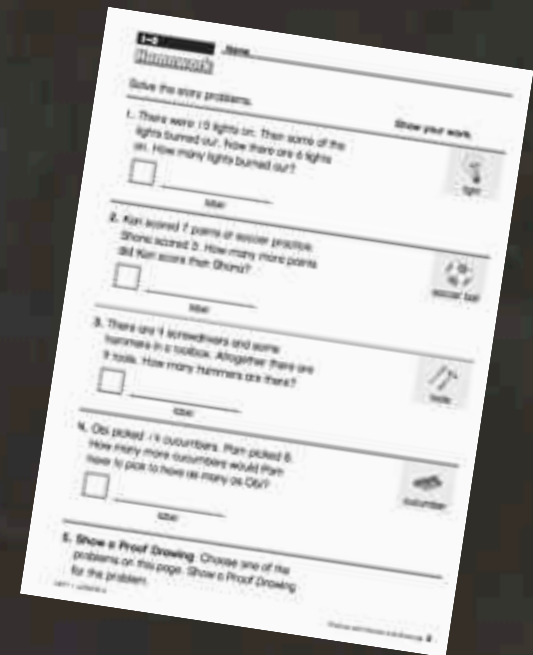 Homework
Name
Solve the story problems.
Show your work.
1. There were 15 lights on. Then some of the
lights burned out. Now there are 6 lights
on. How many lights burned out?
light
label
2. Ken scored 7 points at soccer practice.
Shana scored 5. How many more points
did Ken score than Shana?
soccer ball
label
3. There are 4 screwdrivers and some
hammers in a toolbox. Altogether there are
9 tools. How many hammers are there?
tools
label
4. Obi picked 14 cucumbers. Pam picked 6.
How many more cucumbers would Pam
have to pick to have as many as Obi?
cucumber
label
5. Show a Proof Drawing Choose one of the
problems on this page. Show a Proof Drawing
for the problem.